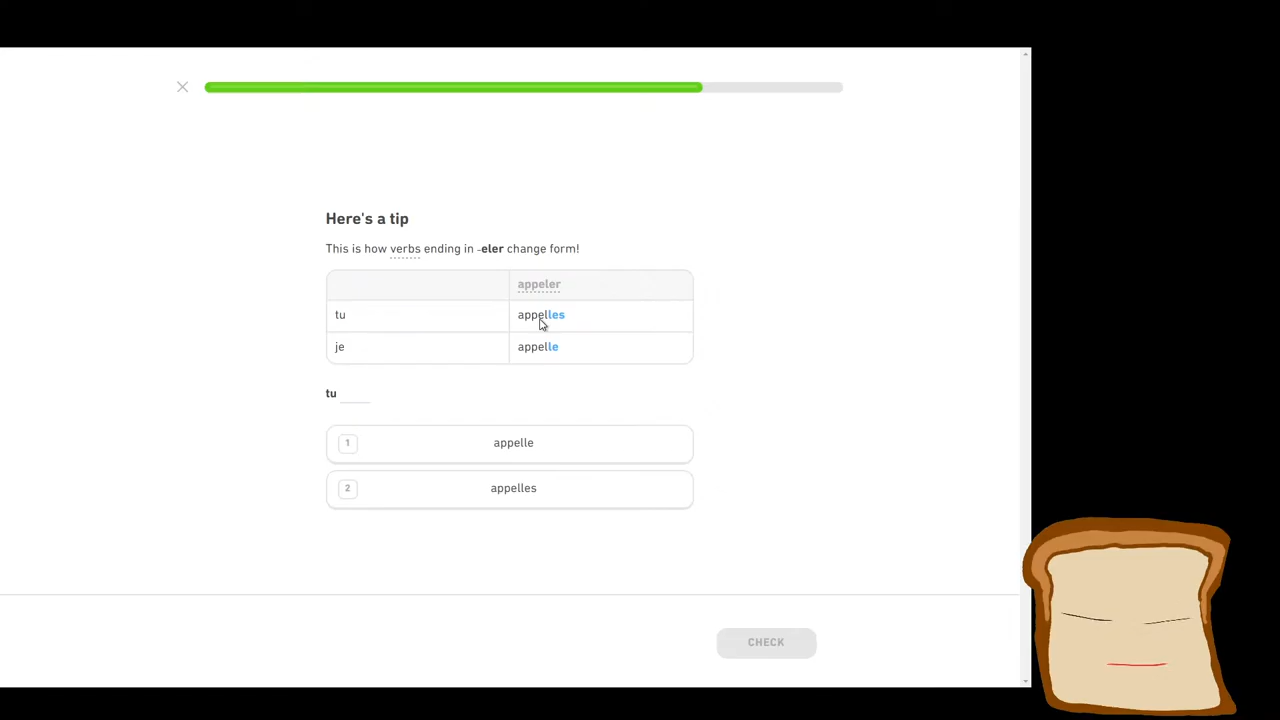 Here's a tip
This is how verbs ending in -eler change form!
appeler
tu appelles
je appelle
tu ____
1 appelle
2 appelles
CHECK